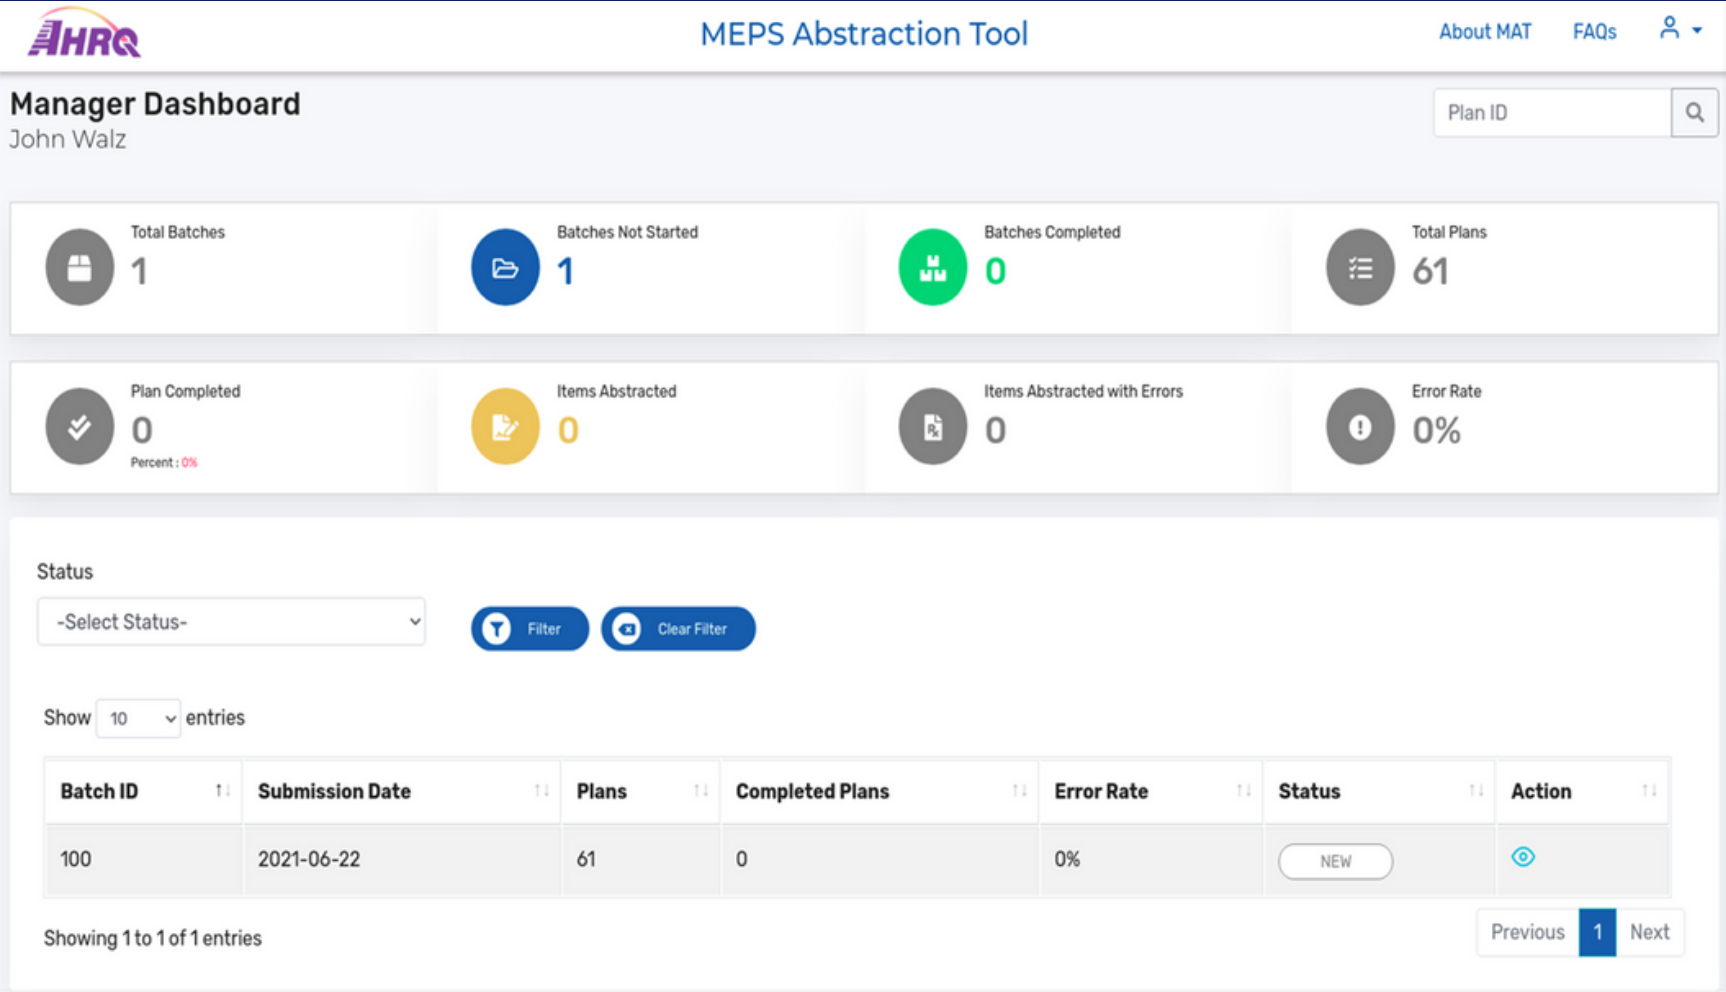 AHRQ
MEPS Abstraction Tool
About MAT FAQs
Manager Dashboard
John Walz
Plan ID
Total Batches
1
Batches Not Started
1
Batches Completed
0
Total Plans
61
Plan Completed
0
Percent : 0%
Items Abstracted
0
Items Abstracted with Errors
0
Error Rate
0%
Status
-Select Status-
Filter
Clear Filter
Show 10 entries
Batch ID Submission Date Plans Completed Plans Error Rate Status Action
100 2021-06-22 61 0 0% NEW
Showing 1 to 1 of 1 entries
Previous 1 Next